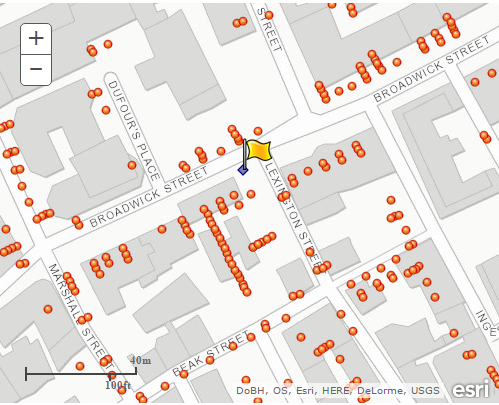 +
−
STREET
BROADWICK STREET
DUFOUR'S PLACE
BROADWICK STREET
LEXINGTON STREET
MARSHALL STREET
BEAK STREET
INGE
40m
100ft
DoBH, OS, Esri, HERE, DeLorme, USGS
esri